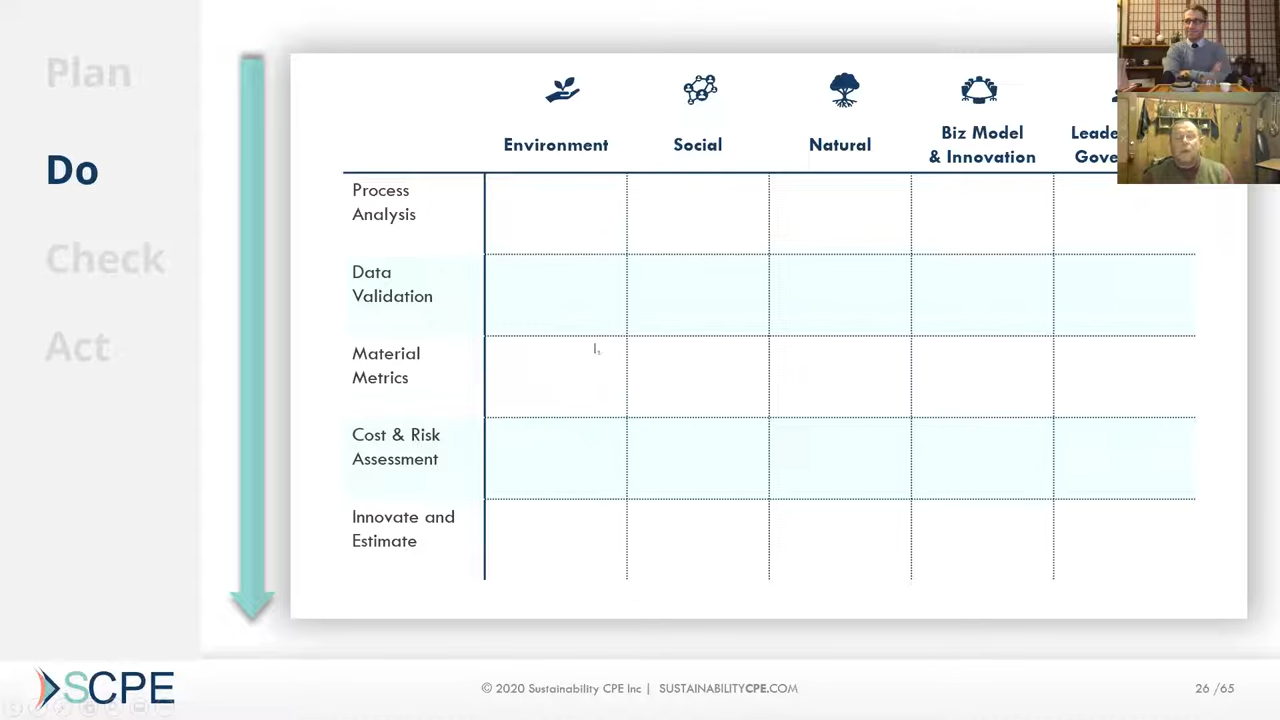 Plan
Do
Check
Act
Environment
Social
Natural
Biz Model
& Innovation
Process
Analysis
Data
Validation
Material
Metrics
Cost & Risk
Assessment
Innovate and
Estimate
SCPE
© 2020 Sustainability CPE Inc | SUSTAINABILITYCPE.COM
26 /65